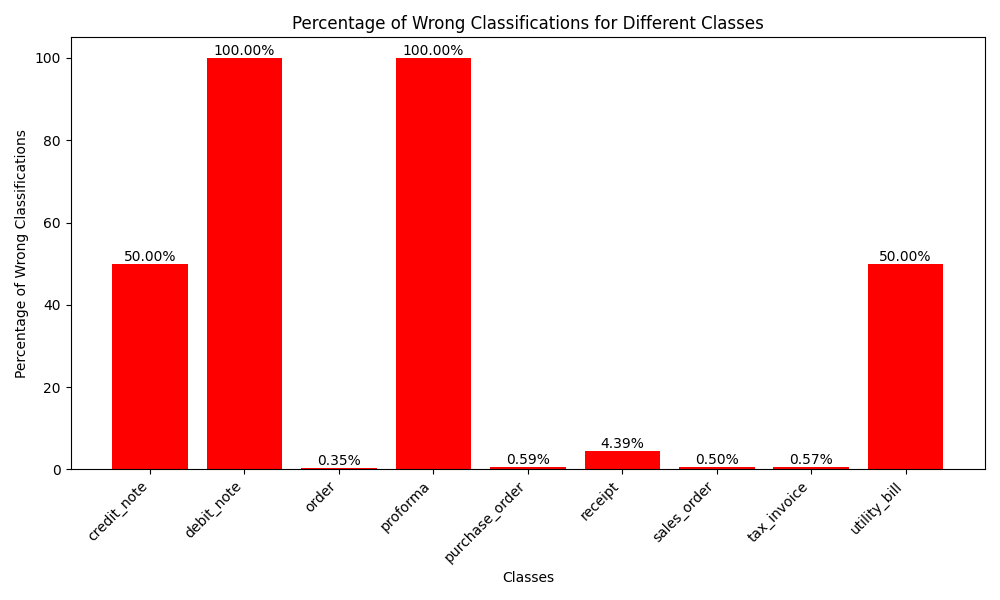 Percentage of Wrong Classifications for Different Classes
Percentage of Wrong Classifications
100
80
60
40
20
0
50.00%
100.00%
0.35%
100.00%
0.59%
4.39%
0.50%
0.57%
50.00%
credit_note
debit_note
order
proforma
purchase_order
receipt
sales_order
tax_invoice
utility_bill
Classes